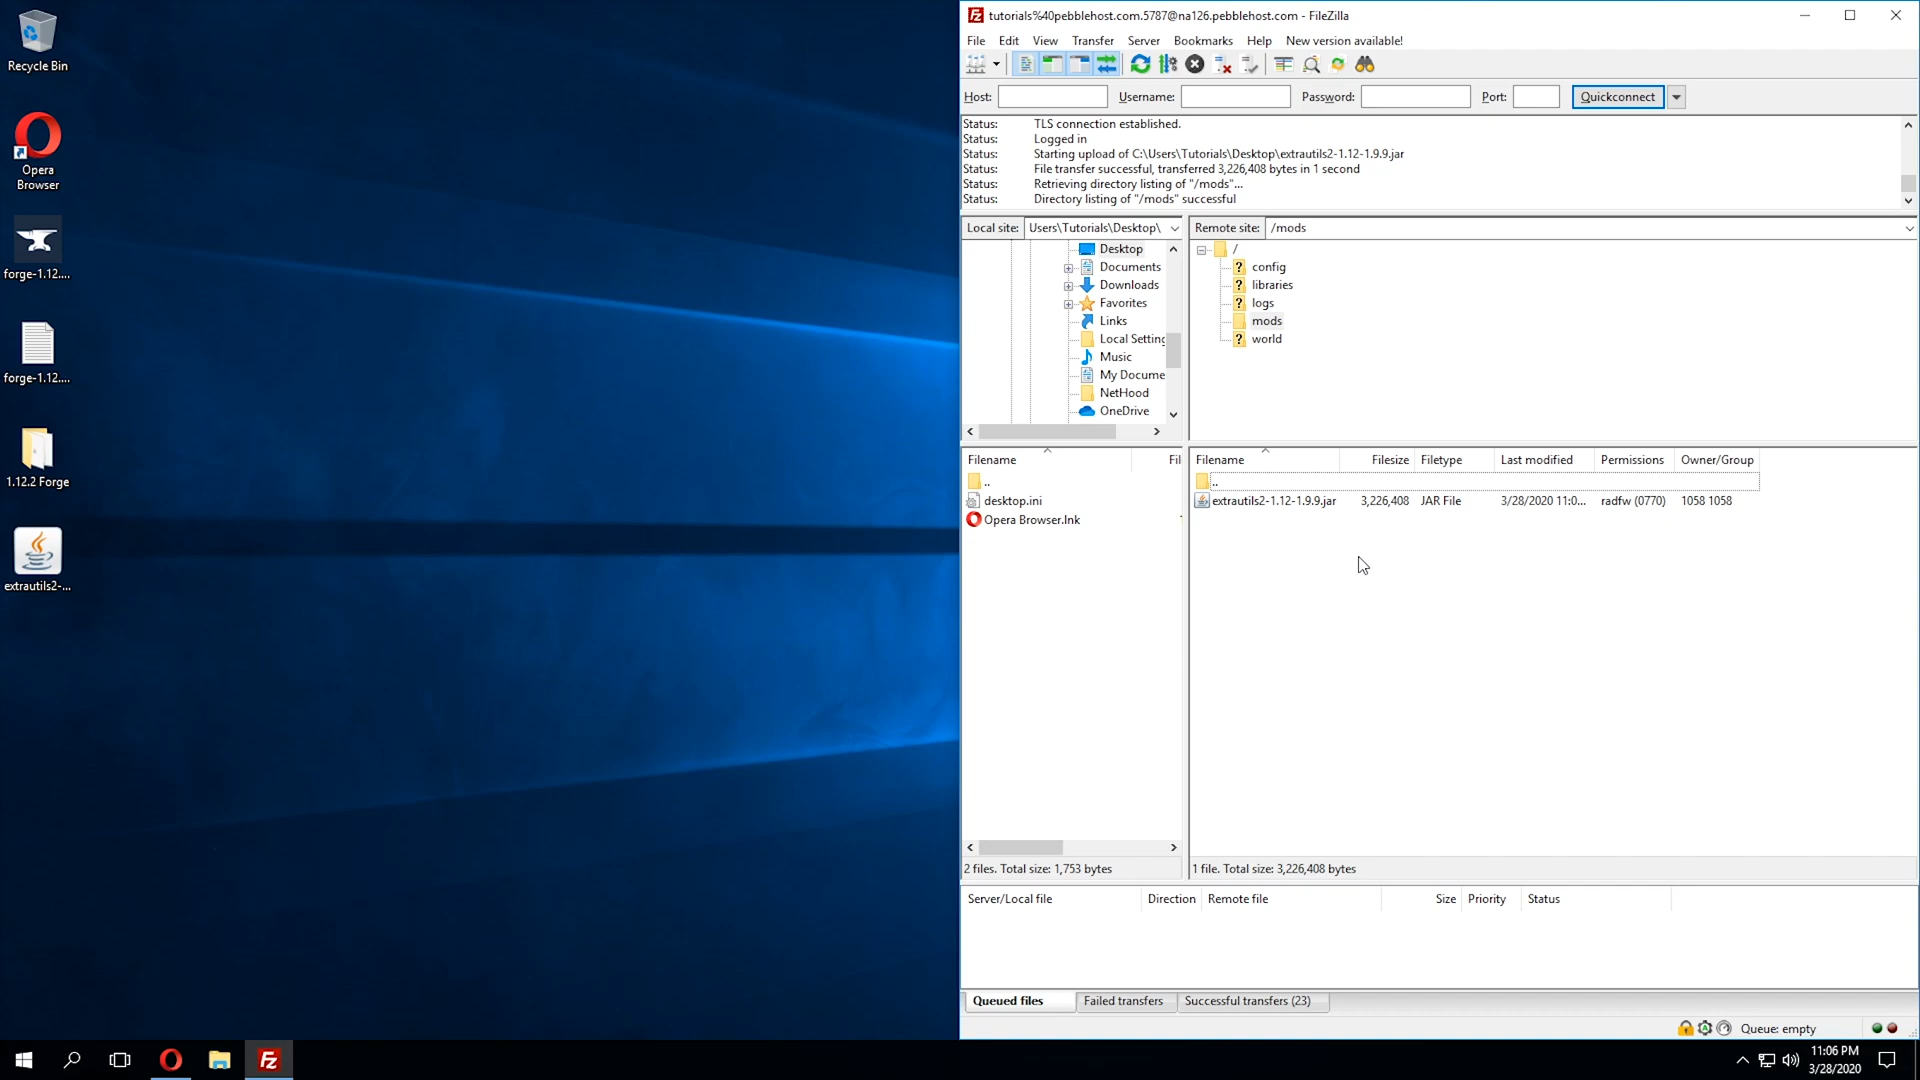 Recycle Bin
Opera
Browser
forge-1.12....
forge-1.12....
1.12.2 Forge
extrautils2-...
tutorials%40pebblehost.com.5787@na126.pebblehost.com - FileZilla
File Edit View Transfer Server Bookmarks Help New version available!
Host: Username: Password: Port: Quickconnect
Status: TLS connection established.
Status: Logged in
Status: Starting upload of C:\Users\Tutorials\Desktop\extrautils2-1.12-1.9.9.jar
Status: File transfer successful, transferred 3,226,408 bytes in 1 second
Status: Retrieving directory listing of "/mods"...
Status: Directory listing of "/mods" successful
Local site: Users\Tutorials\Desktop\
Desktop
Documents
Downloads
Favorites
Links
Local Setting
Music
My Docume
NetHood
OneDrive
Remote site: /mods
/
config
libraries
logs
mods
world
Filename Fil
..
desktop.ini
Opera Browser.lnk
2 files. Total size: 1,753 bytes
Filename Filesize Filetype Last modified Permissions Owner/Group
..
extrautils2-1.12-1.9.9.jar 3,226,408 JAR File 3/28/2020 11:0... radfw (0770) 1058 1058
1 file. Total size: 3,226,408 bytes
Server/Local file Direction Remote file Size Priority Status
Queued files Failed transfers Successful transfers (23)
Queue: empty
11:06 PM
3/28/2020